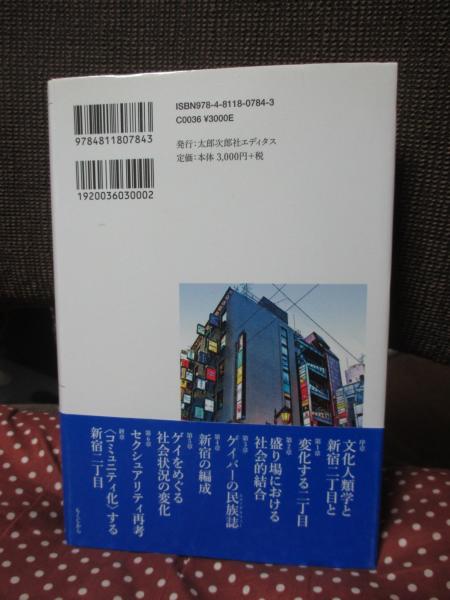 ISBN978-4-8118-0784-3
C0036 ¥3000E
発行：太郎次郎社エディタス
定価：本体 3,000円+税
9784811807843
1920036030002
序章
文化人類学と
新宿二丁目と
第1章
変化する二丁目
第2章
盛り場における
社会的結合
第3章
ゲイバーの民族誌
第4章
新宿の編成
第5章
ゲイをめぐる
社会状況の変化
第6章
セクシュアリティ再考
終章
〈コミュニティ化〉する
新宿二丁目
もくじから